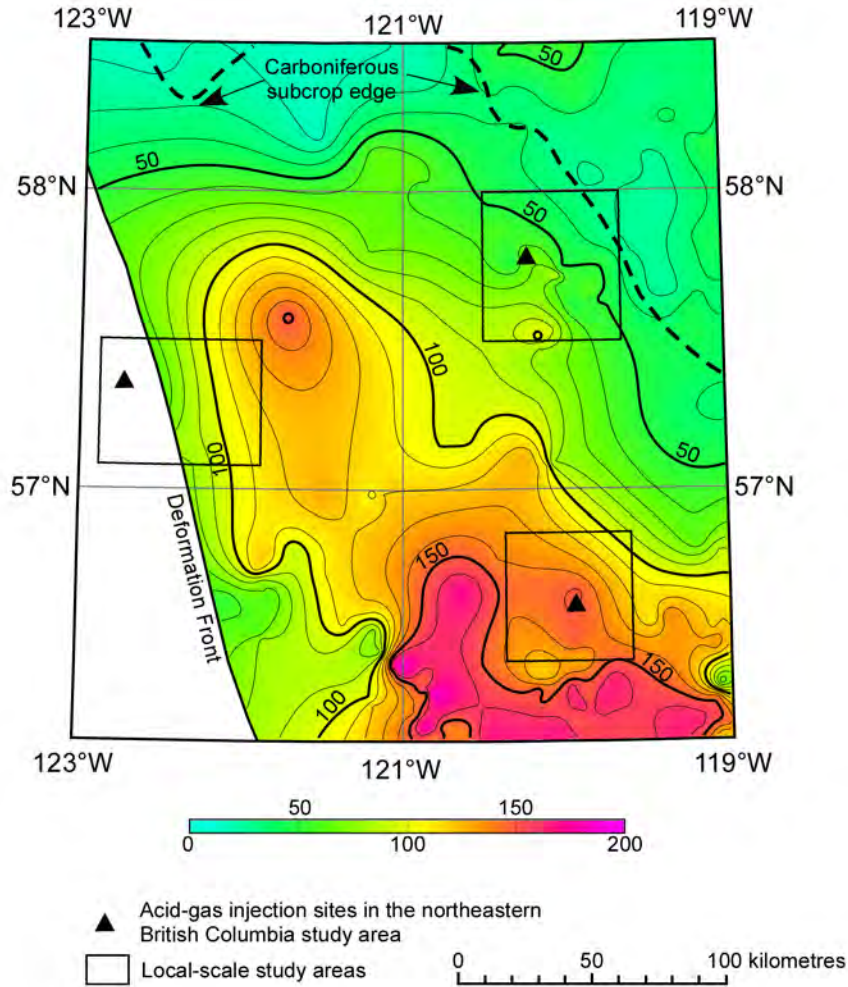 123°W 121°W 119°W
50
Carboniferous
subcrop edge
50
58°N 58°N
50
100
100
50
57°N 57°N
Deformation Front
150
150
100
123°W 121°W 119°W
50 150
0 100 200
Acid-gas injection sites in the northeastern
British Columbia study area
Local-scale study areas
0 50 100 kilometres